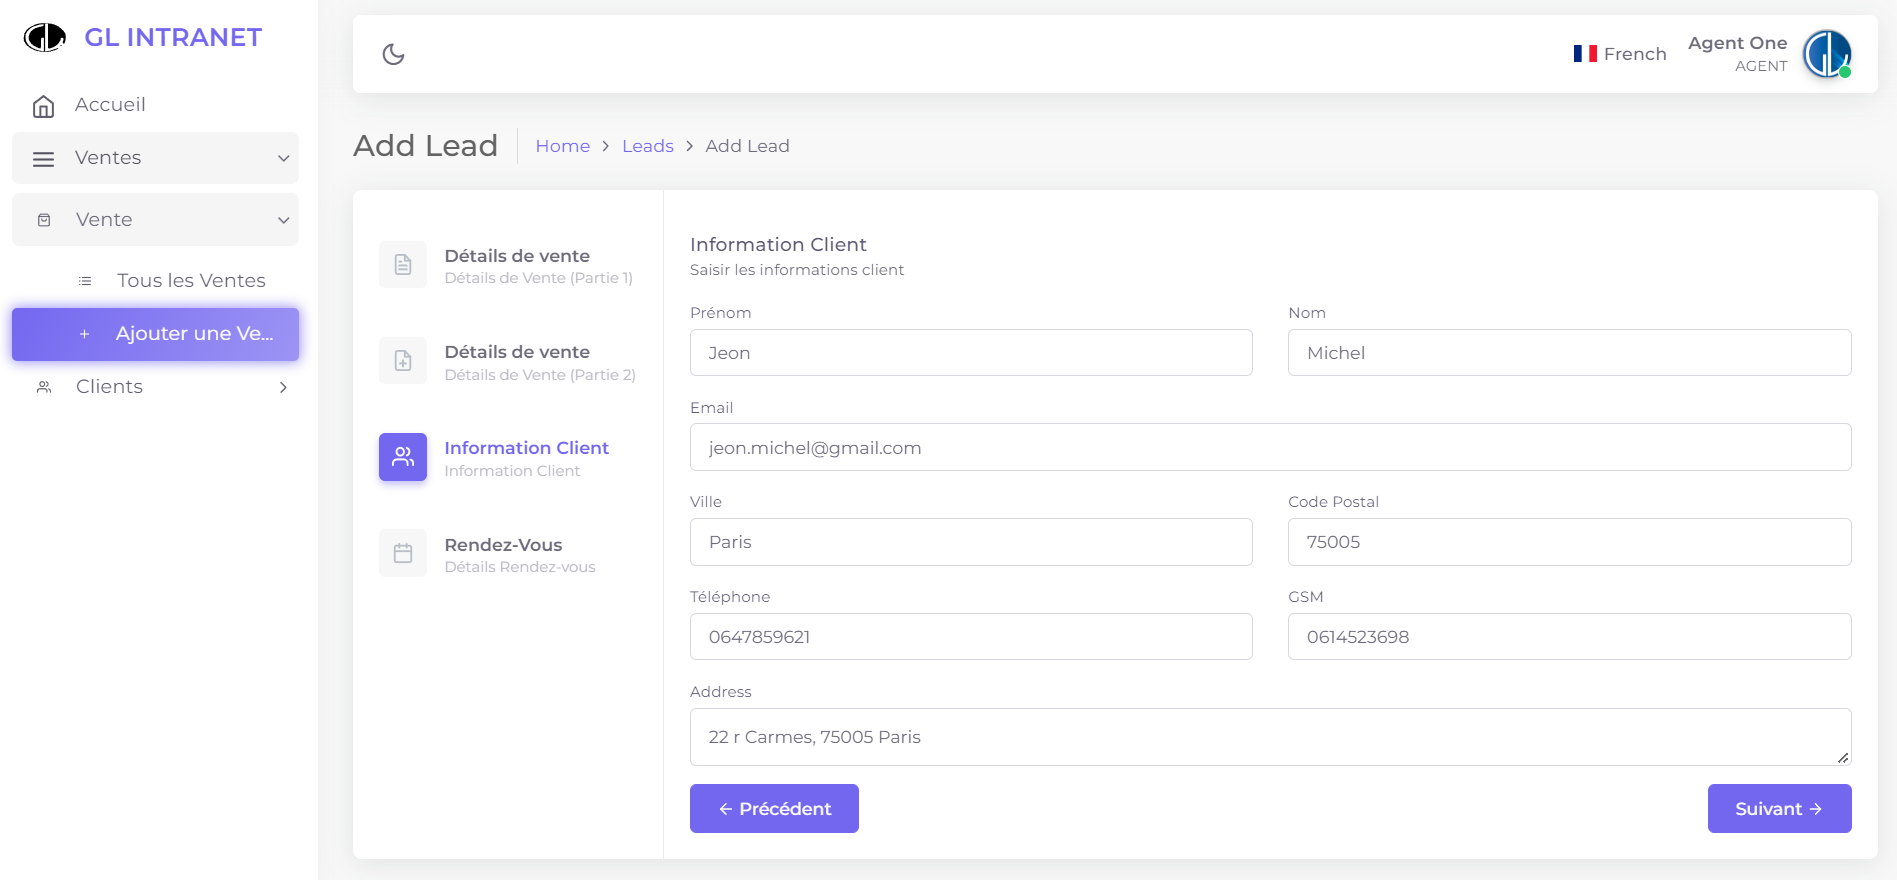 GL INTRANET
Accueil
Ventes
Vente
Tous les Ventes
Ajouter une Ve...
Clients
French
Agent One
AGENT
Add Lead
Home > Leads > Add Lead
Détails de vente
Détails de Vente (Partie 1)
Détails de vente
Détails de Vente (Partie 2)
Information Client
Information Client
Rendez-Vous
Détails Rendez-vous
Information Client
Saisir les informations client
Prénom
Nom
Jeon
Michel
Email
jeon.michel@gmail.com
Ville
Code Postal
Paris
75005
Téléphone
GSM
0647859621
0614523698
Address
22 r Carmes, 75005 Paris
← Précédent
Suivant →